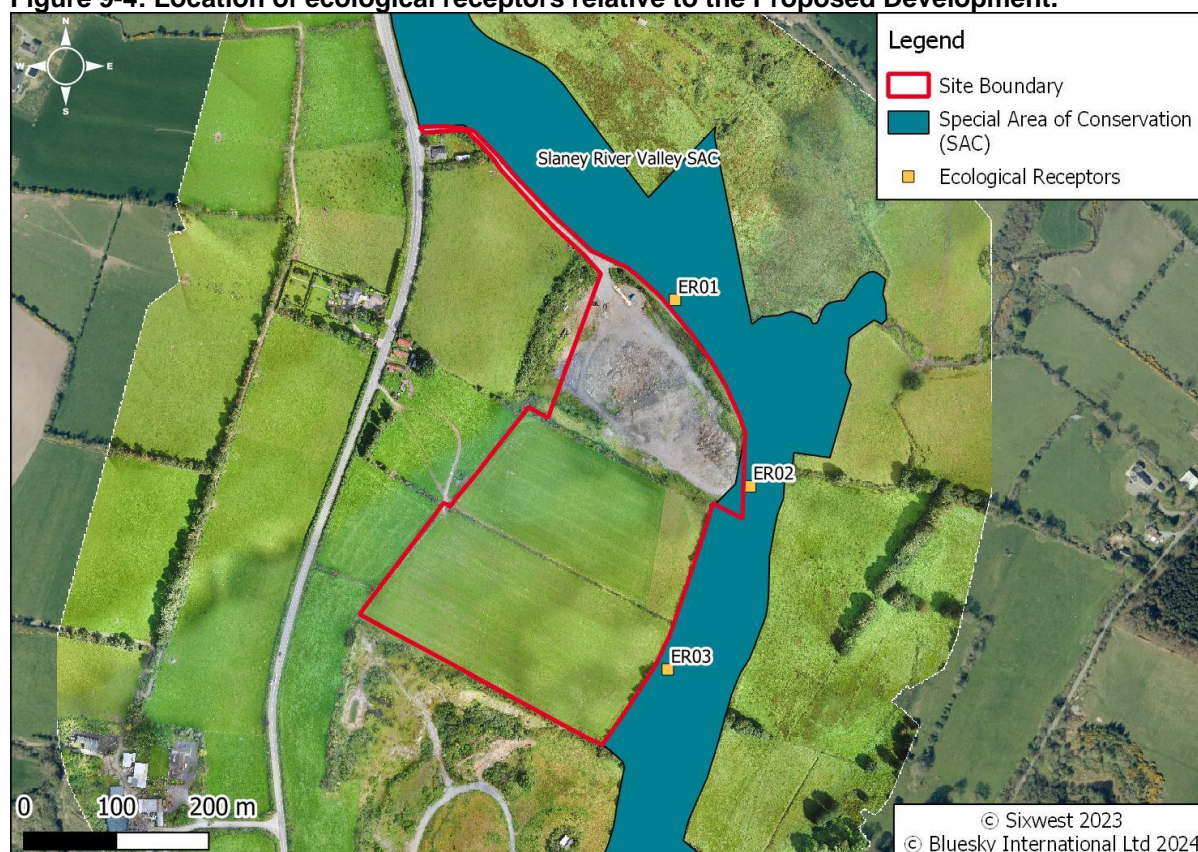 Figure 9-4: Location of ecological receptors relative to the Proposed Development.
N
W
E
S
Legend
Site Boundary
Special Area of Conservation
(SAC)
Ecological Receptors
Slaney River Valley SAC
ER01
ER02
ER03
0 100 200 m
© Sixwest 2023
© Bluesky International Ltd 2024